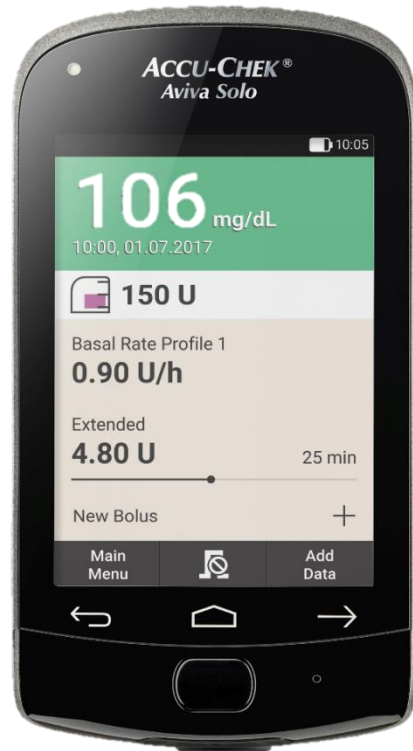 ACCU-CHEK®
Aviva Solo
10:05
106 mg/dL
10:00, 01.07.2017
150 U
Basal Rate Profile 1
0.90 U/h
Extended
4.80 U 25 min
New Bolus +
Main Menu
Add Data